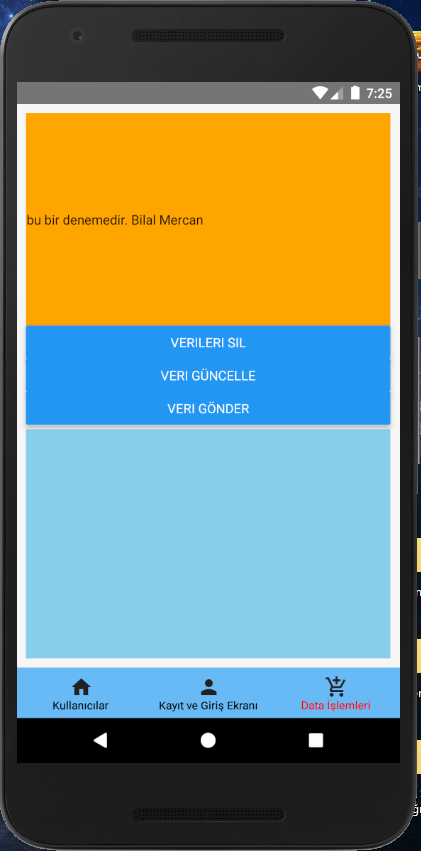 7:25
bu bir denemedir. Bilal Mercan
VERILERI SIL
VERI GÜNCELLE
VERI GÖNDER
Kullanıcılar
Kayıt ve Giriş Ekranı
Data İşlemleri